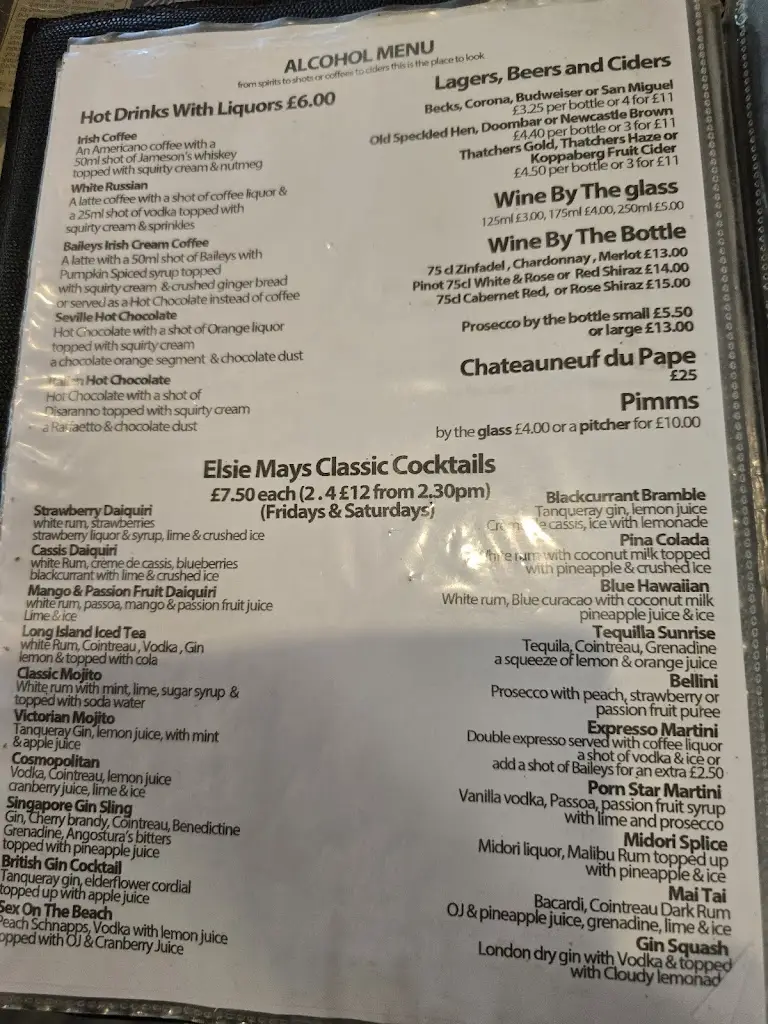 ALCOHOL MENU
from spirits to shots or coffees to ciders this is the place to look
Hot Drinks With Liquors £6.00
Irish Coffee
An Americano coffee with a
50ml shot of Jameson's whiskey
topped with squirty cream & nutmeg
White Russian
A latte coffee with a shot of coffee liquor &
a 25ml shot of vodka topped with
squirty cream & sprinkles
Baileys Irish Cream Coffee
A latte with a 50ml shot of Baileys with
Pumpkin Spiced syrup topped
with squirty cream & crushed ginger bread
or served as a Hot Chocolate instead of coffee
Seville Hot Chocolate
Hot Chocolate with a shot of Orange liquor
topped with squirty cream
a chocolate orange segment & chocolate dust
Hot Chocolate
Hot Chocolate with a shot of
Disaranno topped with squirty cream
a Raffaetto & chocolate dust
Lagers, Beers and Ciders
Becks, Corona, Budweiser or San Miguel
£3.25 per bottle or 4 for £11
Old Speckled Hen, Doombar or Newcastle Brown
£4.40 per bottle or 3 for £11
Thatchers Gold, Thatchers Haze or
Koppaberg Fruit Cider
£4.50 per bottle or 3 for £11
Wine By The glass
125ml £3.00, 175ml £4.00, 250ml £5.00
Wine By The Bottle
75 cl Zinfadel , Chardonnay , Merlot £13.00
Pinot 75cl White & Rose or Red Shiraz £14.00
75cl Cabernet Red, or Rose Shiraz £15.00
Prosecco by the bottle small £5.50
or large £13.00
Chateauneuf du Pape
£25
Pimms
by the glass £4.00 or a pitcher for £10.00
Elsie Mays Classic Cocktails
£7.50 each (2 . 4 £12 from 2.30pm)
(Fridays & Saturdays)
Strawberry Daiquiri
white rum, strawberries
strawberry liquor & syrup, lime & crushed ice
Cassis Daiquiri
white Rum, creme de cassis, blueberries
blackcurrant with lime & crushed ice
Mango & Passion Fruit Daiquiri
white rum, passoa, mango & passion fruit juice
Lime & ice
Long Island Iced Tea
white Rum, Cointreau, Vodka, Gin
lemon & topped with cola
Classic Mojito
White rum with mint, lime, sugar syrup &
topped with soda water
Victorian Mojito
Tanqueray Gin, lemon juice, with mint
& apple juice
Cosmopolitan
Vodka, Cointreau, lemon juice
cranberry juice, lime & ice
Singapore Gin Sling
Gin, Cherry brandy, Cointreau, Benedictine
Grenadine, Angostura's bitters
topped with pineapple juice
British Gin Cocktail
Tanqueray gin, elderflower cordial
topped up with apple juice
Sex On The Beach
Peach Schnapps, Vodka with lemon juice
topped with OJ & Cranberry Juice
Blackcurrant Bramble
Tanqueray gin, lemon juice
cassis, ice with lemonade
Pina Colada
White rum with coconut milk topped
with pineapple & crushed ice
Blue Hawaiian
White rum, Blue curacao with coconut milk
pineapple juice & ice
Tequilla Sunrise
Tequila, Cointreau, Grenadine
a squeeze of lemon & orange juice
Bellini
Prosecco with peach, strawberry or
passion fruit puree
Expresso Martini
Double expresso served with coffee liquor
a shot of vodka & ice or
add a shot of Baileys for an extra £2.50
Porn Star Martini
Vanilla vodka, Passoa, passion fruit syrup
with lime and prosecco
Midori Splice
Midori liquor, Malibu Rum topped up
with pineapple & ice
Mai Tai
Bacardi, Cointreau Dark Rum
OJ & pineapple juice, grenadine, lime & ice
Gin Squash
London dry gin with Vodka & topped
with Cloudy lemonad